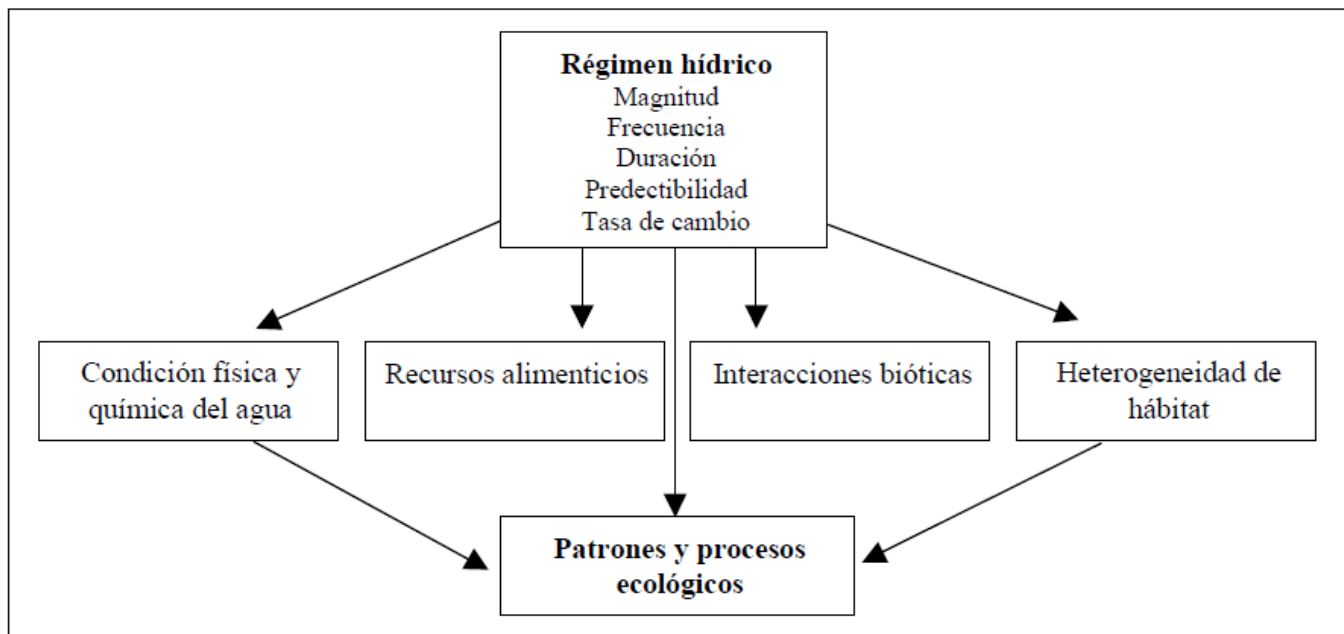 Régimen hídrico
Magnitud
Frecuencia
Duración
Predectibilidad
Tasa de cambio
Condición física y
química del agua
Recursos alimenticios
Interacciones bióticas
Heterogeneidad de
hábitat
Patrones y procesos
ecológicos